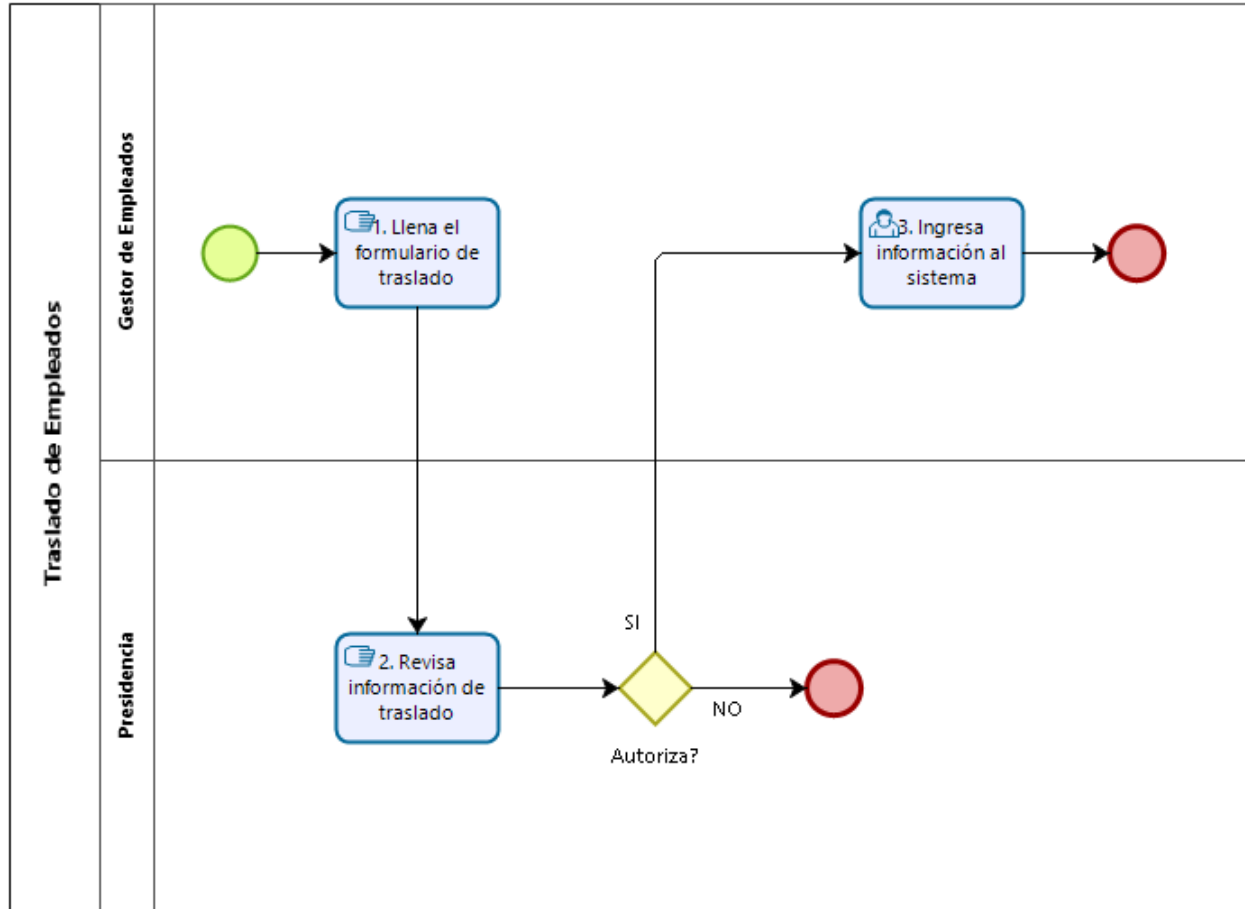 Traslado de Empleados
Gestor de Empleados
1. Llena el
formulario de
traslado
3. Ingresa
información al
sistema
Presidencia
2. Revisa
información de
traslado
SI
NO
Autoriza?